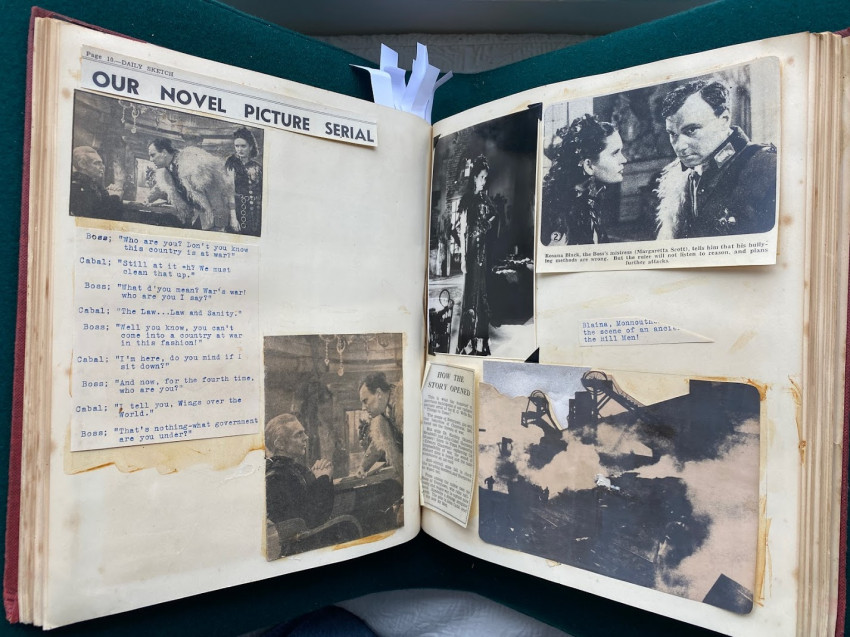 Page 18—DAILY SKETCH
OUR NOVEL PICTURE SERIAL
Boss; "Who are you? Don't you know
this country is at war?"
Cabal; "Still at it eh? We must
clean that up."
Boss; "What d'you mean? War's war!
who are you I say?"
Cabal; "The Law...Law and Sanity."
Boss; "Well you know, you can't
come into a country at war
in this fashion!"
Cabal; "I'm here, do you mind if I
sit down?"
Boss; "And now, for the fourth time,
who are you?"
Cabal; "I tell you, Wings over the
World."
Boss; "That's nothing-what government
are you under?"
2
Roxana Black, the Boss's mistress (Margaretta Scott), tells him that his bully-
ing methods are wrong. But the ruler will not listen to reason, and plans
further attacks.
Blaina, Monmouth
the scene of an ancie
the Hill Men!
HOW THE
STORY OPENED